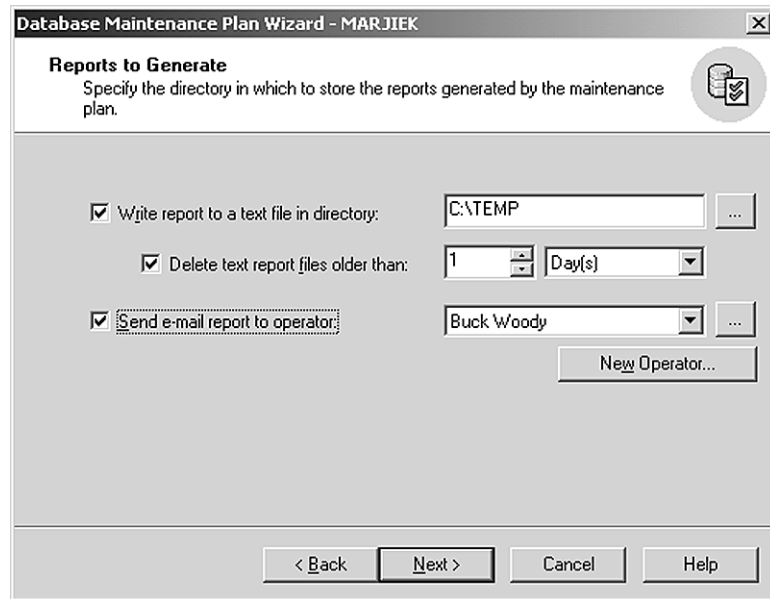 Database Maintenance Plan Wizard - MARJIEK
Reports to Generate
Specify the directory in which to store the reports generated by the maintenance
plan.
Write report to a text file in directory: C:\TEMP ...
Delete text report files older than: 1 Day(s)
Send e-mail report to operator: Buck Woody ...
New Operator...
< Back Next > Cancel Help